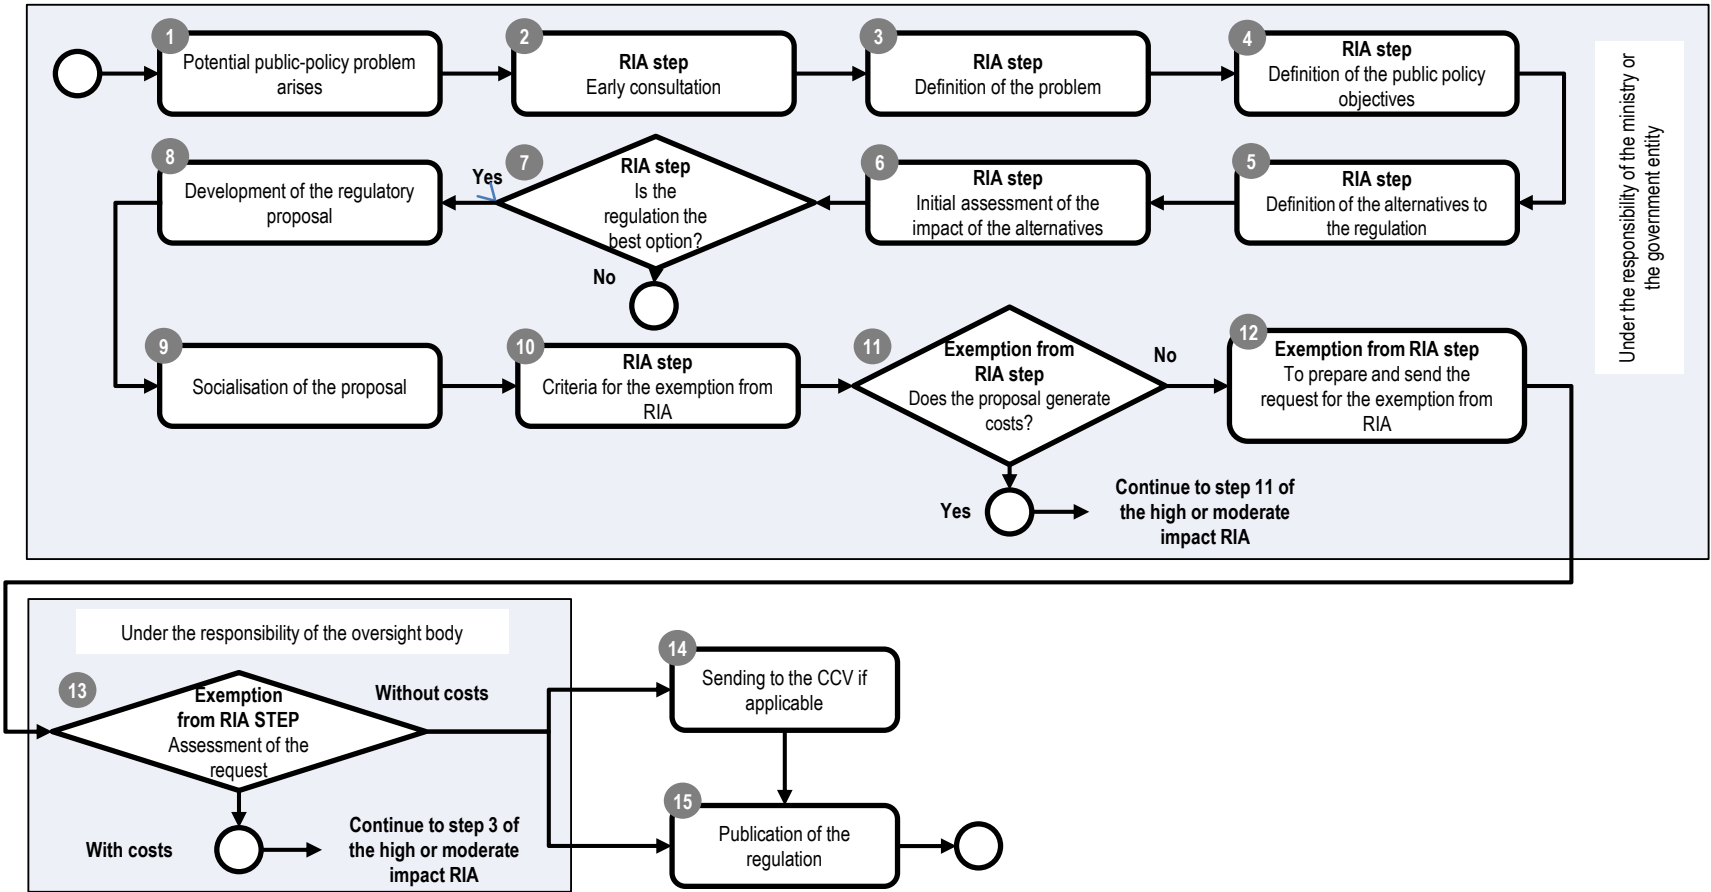 1
Potential public-policy problem
arises
2
RIA step
Early consultation
3
RIA step
Definition of the problem
4
RIA step
Definition of the public policy
objectives
Under the responsibility of the ministry or
the government entity
5
RIA step
Definition of the alternatives to
the regulation
6
RIA step
Initial assessment of the
impact of the alternatives
7
RIA step
Is the
regulation the
best option?
Yes
No
8
Development of the regulatory
proposal
9
Socialisation of the proposal
10
RIA step
Criteria for the exemption from
RIA
11
Exemption from
RIA step
Does the proposal generate
costs?
No
Yes
Continue to step 11 of
the high or moderate
impact RIA
12
Exemption from RIA step
To prepare and send the
request for the exemption from
RIA
Under the responsibility of the oversight body
13
Exemption
from RIA STEP
Assessment of the
request
Without costs
With costs
Continue to step 3 of
the high or moderate
impact RIA
14
Sending to the CCV if
applicable
15
Publication of the
regulation